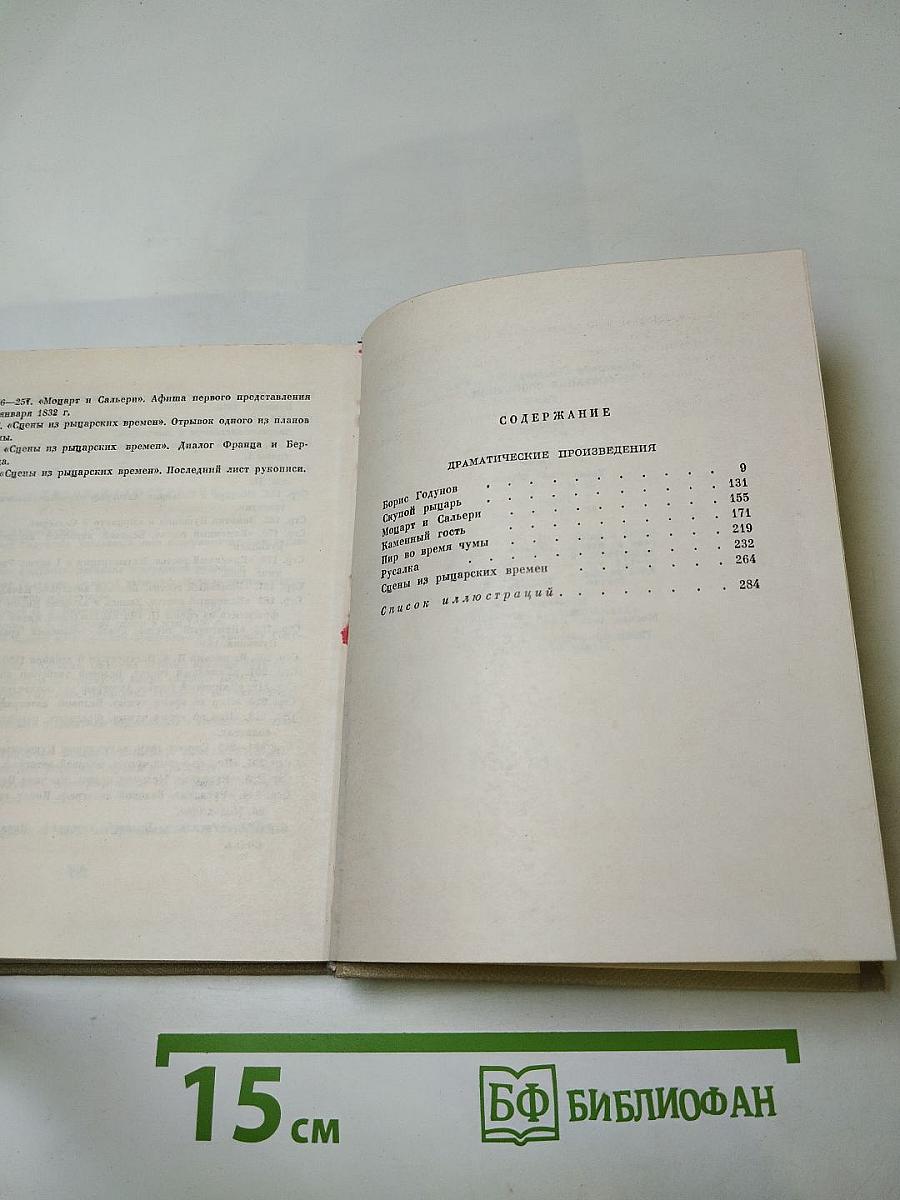 6—257. «Моцарт и Сальери». Афиша первого представления
января 1832 г.
«Сцены из рыцарских времен». Отрывок одного из планов
«Сцены из рыцарских времен». Диалог Франца и Бер-
«Сцены из рыцарских времен». Последний лист рукописи.
СОДЕРЖАНИЕ
ДРАМАТИЧЕСКИЕ ПРОИЗВЕДЕНИЯ
Борис Годунов . . . . . . . . . 9
Скупой рыцарь . . . . . . . . . 131
Моцарт и Сальери . . . . . . . . 155
Каменный гость . . . . . . . . 171
Пир во время чумы . . . . . . . . 219
Русалка . . . . . . . . . 232
Сцены из рыцарских времен . . . . . . 264
Список иллюстраций . . . . . . . . 284
15 см
БФ БИБЛИОФАН